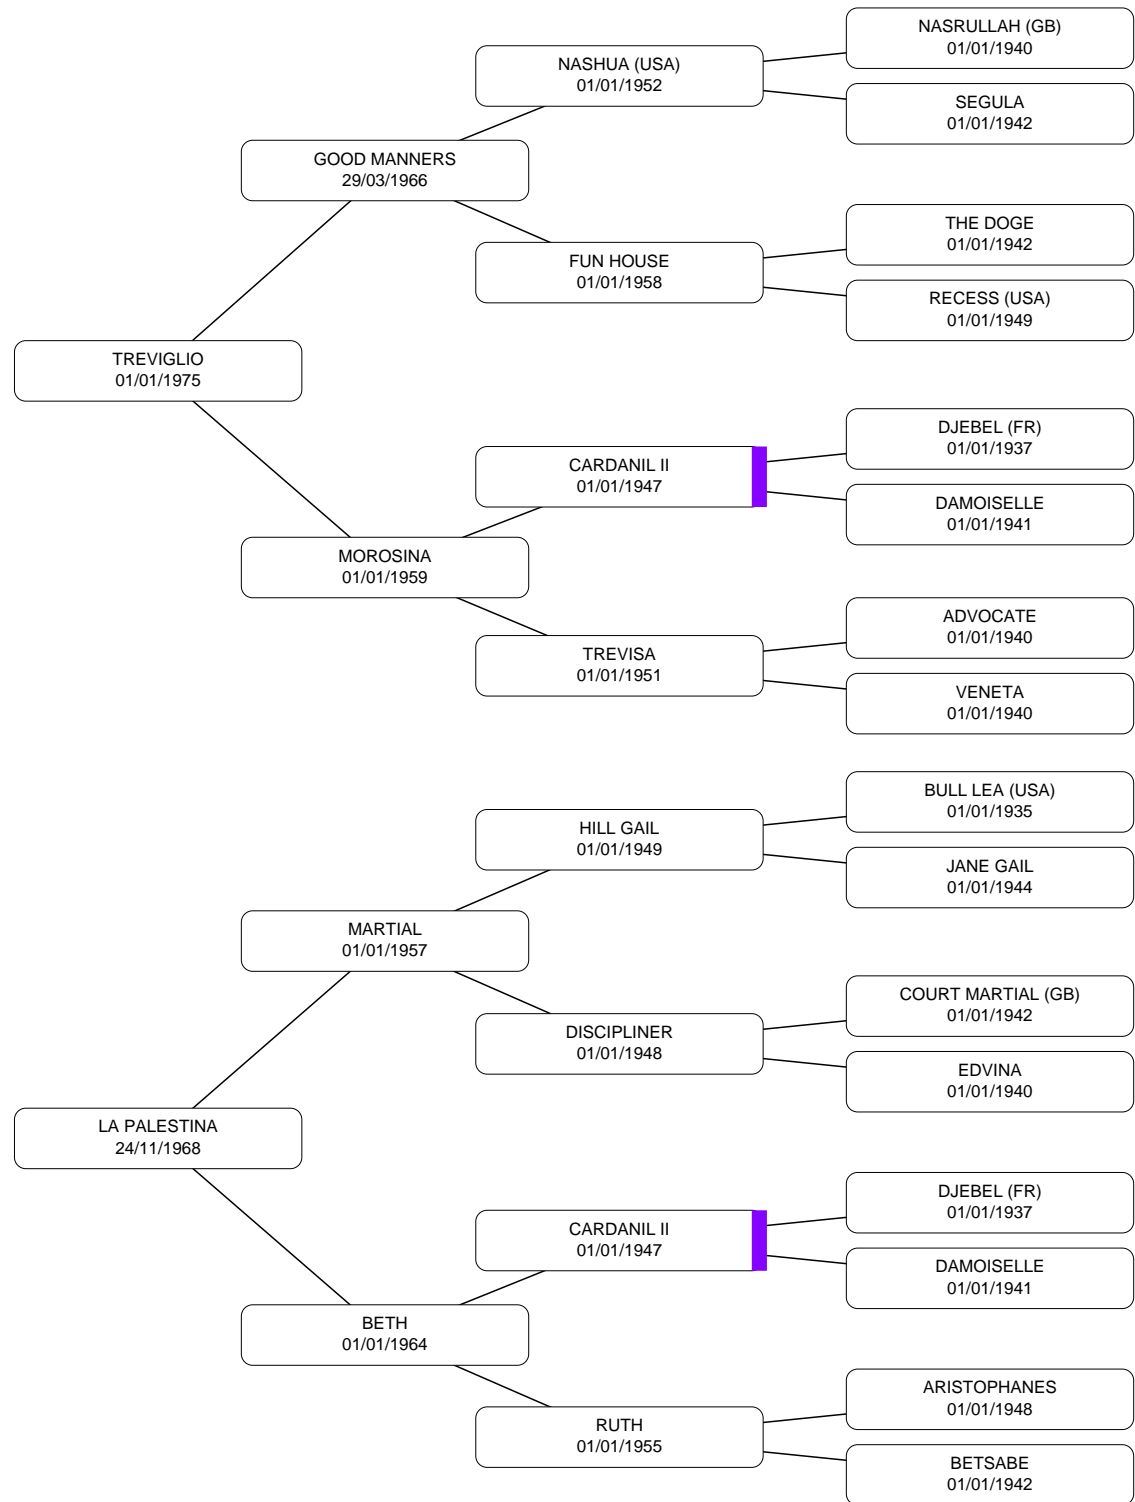 NASRULLAH (GB)
01/01/1940
NASHUA (USA)
01/01/1952
SEGULA
01/01/1942
GOOD MANNERS
29/03/1966
THE DOGE
01/01/1942
FUN HOUSE
01/01/1958
RECESS (USA)
01/01/1949
TREVIGLIO
01/01/1975
DJEBEL (FR)
01/01/1937
CARDANIL II
01/01/1947
DAMOISELLE
01/01/1941
MOROSINA
01/01/1959
ADVOCATE
01/01/1940
TREVISA
01/01/1951
VENETA
01/01/1940
BULL LEA (USA)
01/01/1935
HILL GAIL
01/01/1949
JANE GAIL
01/01/1944
MARTIAL
01/01/1957
COURT MARTIAL (GB)
01/01/1942
DISCIPLINER
01/01/1948
EDVINA
01/01/1940
LA PALESTINA
24/11/1968
DJEBEL (FR)
01/01/1937
CARDANIL II
01/01/1947
DAMOISELLE
01/01/1941
BETH
01/01/1964
ARISTOPHANES
01/01/1948
RUTH
01/01/1955
BETSABE
01/01/1942